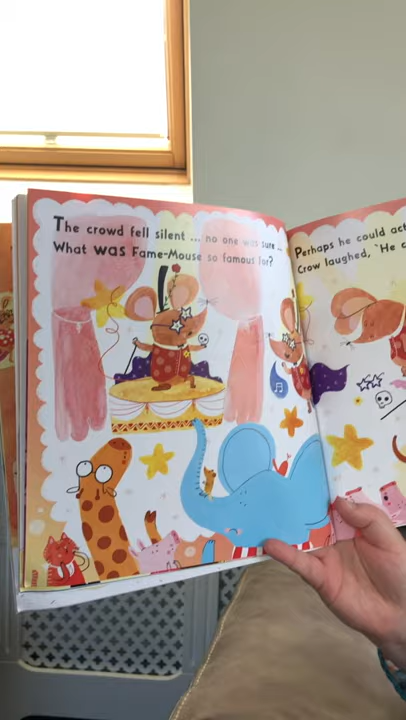 The crowd fell silent ... no one was sure ..
What was Fame-Mouse so famous for?
Perhaps he could act
Crow laughed, 'He c